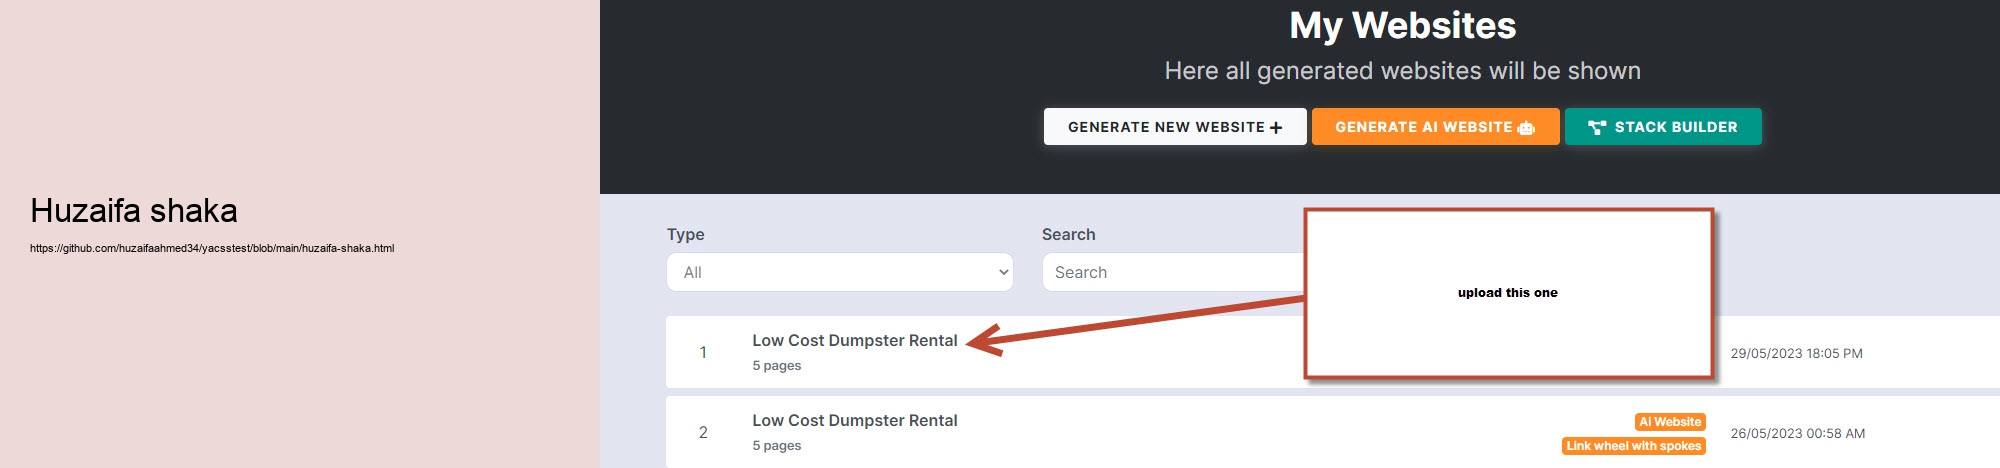 Huzaifa shaka
https://github.com/huzaifaahmed34/yacsstest/blob/main/huzaifa-shaka.html
My Websites
Here all generated websites will be shown
GENERATE NEW WEBSITE
GENERATE AI WEBSITE
STACK BUILDER
Type
Search
All
Search
upload this one
1
Low Cost Dumpster Rental
5 pages
29/05/2023 18:05 PM
2
Low Cost Dumpster Rental
5 pages
AI Website
Link wheel with spokes
26/05/2023 00:58 AM